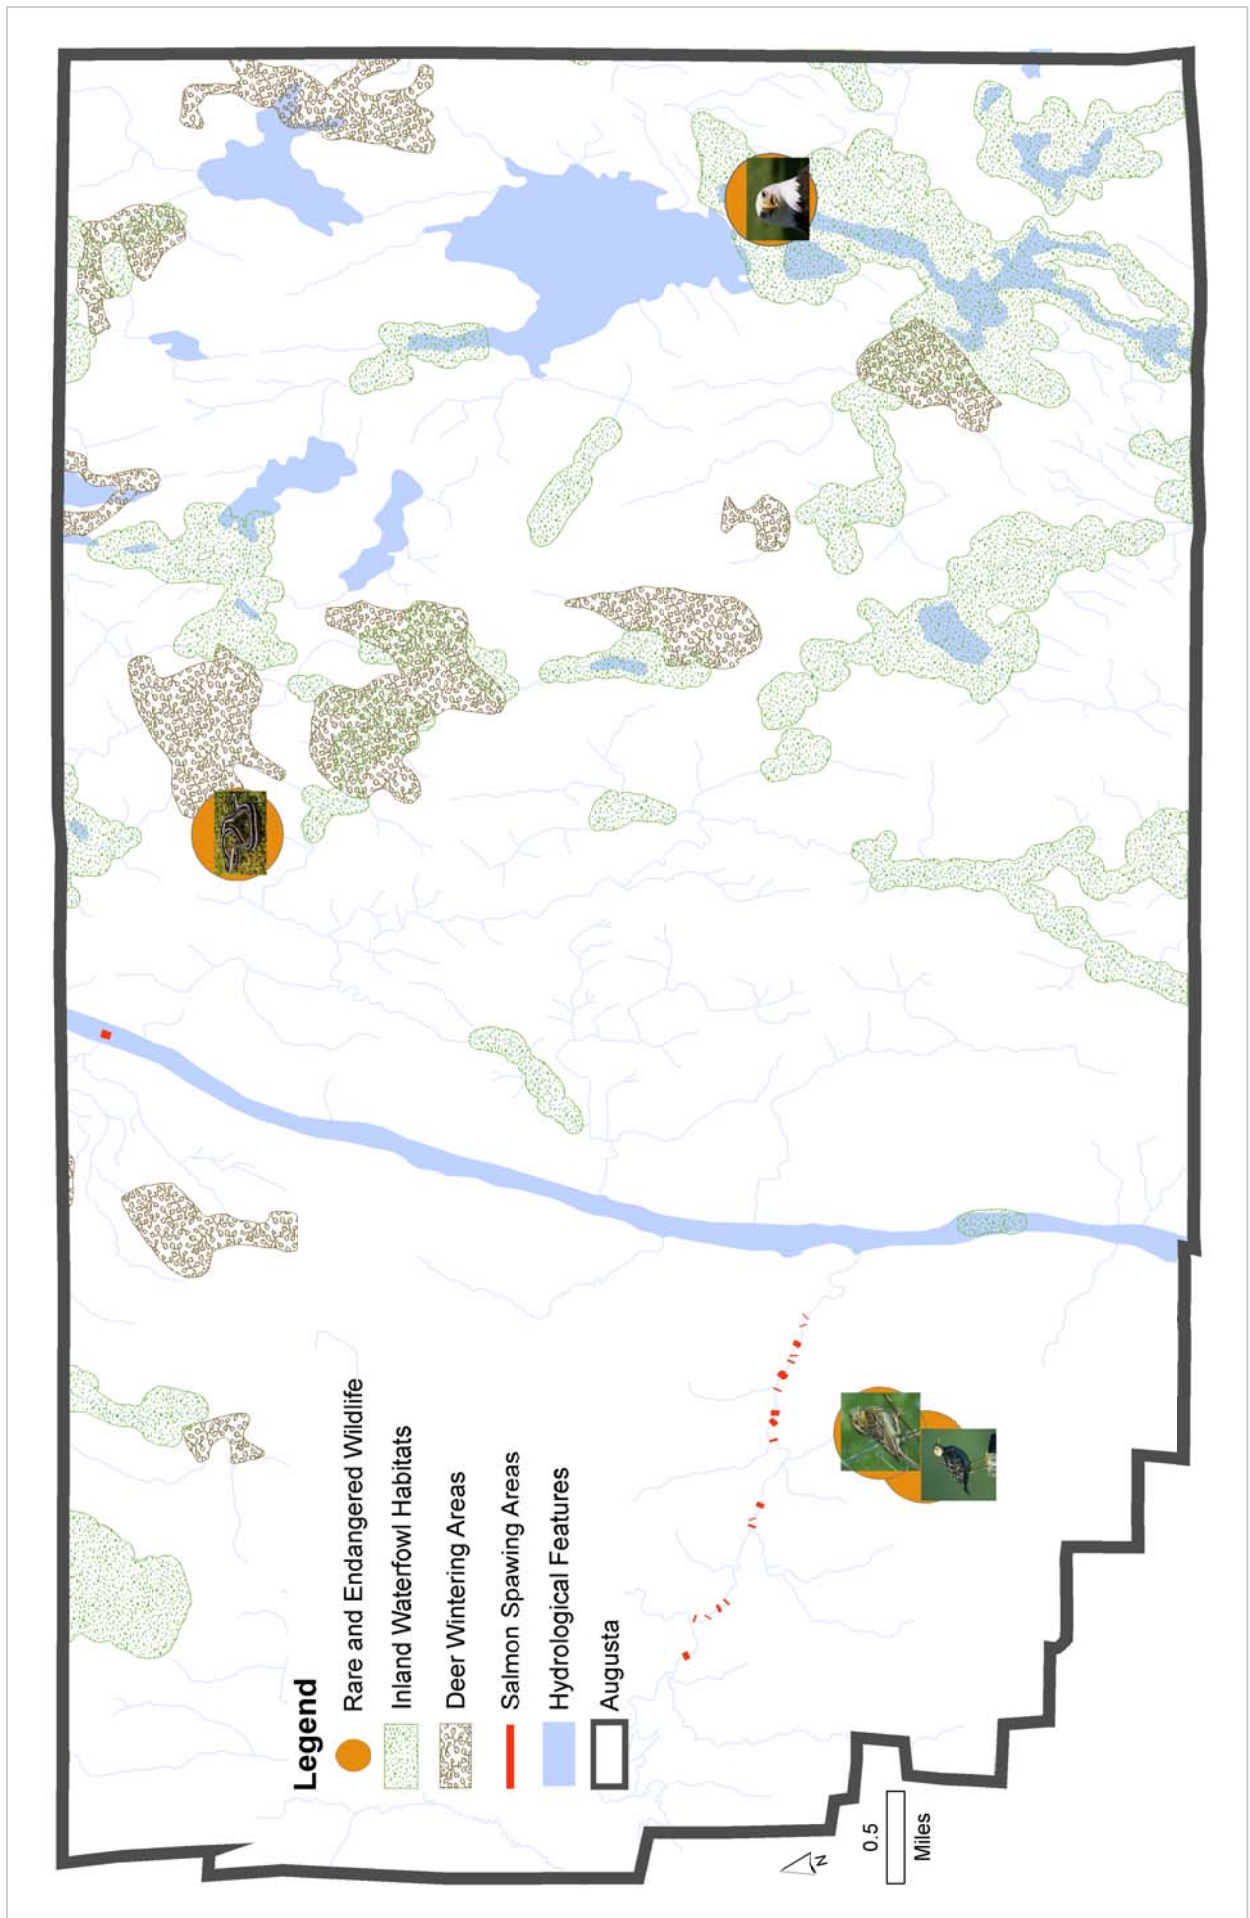 Legend
Rare and Endangered Wildlife
Inland Waterfowl Habitats
Deer Wintering Areas
Salmon Spawing Areas
Hydrological Features
Augusta
N
0.5
Miles